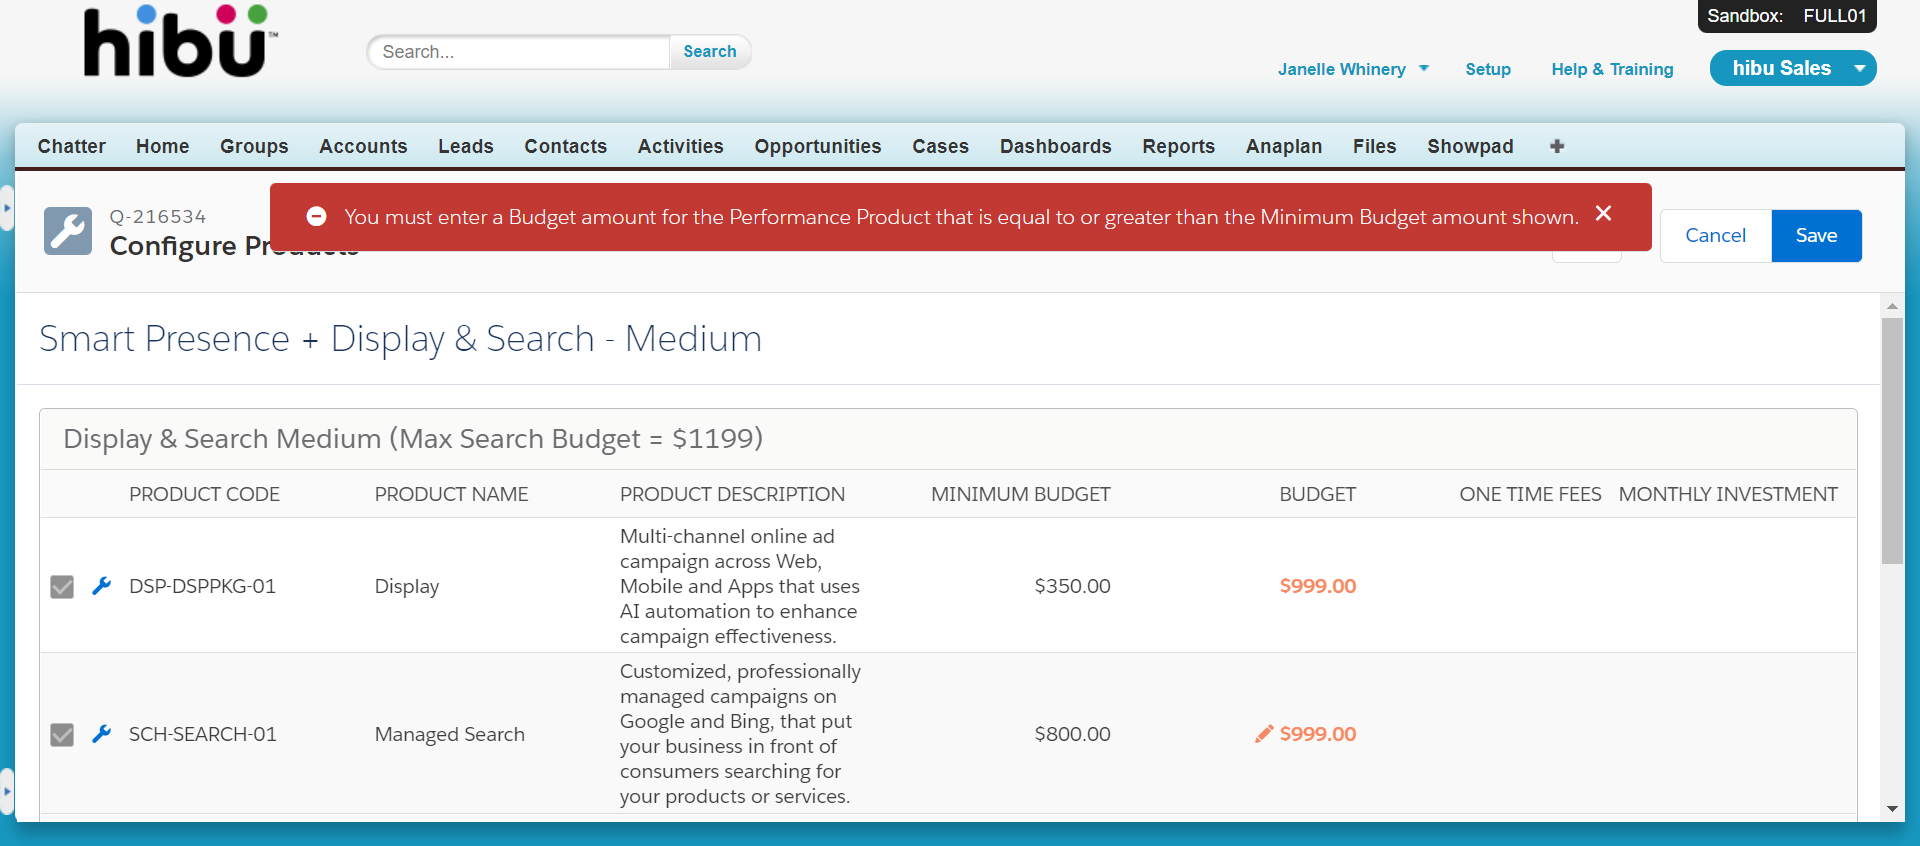 Sandbox: FULL01
hibü™
Search...
Search
Janelle Whinery
Setup
Help & Training
hibu Sales
Chatter Home Groups Accounts Leads Contacts Activities Opportunities Cases Dashboards Reports Anaplan Files Showpad
Q-216534
You must enter a Budget amount for the Performance Product that is equal to or greater than the Minimum Budget amount shown.
Configure Products
Cancel
Save
Smart Presence + Display & Search - Medium
Display & Search Medium (Max Search Budget = $1199)
PRODUCT CODE PRODUCT NAME PRODUCT DESCRIPTION MINIMUM BUDGET BUDGET ONE TIME FEES MONTHLY INVESTMENT
DSP-DSPPKG-01
Display
Multi-channel online ad
campaign across Web,
Mobile and Apps that uses
AI automation to enhance
campaign effectiveness.
$350.00
$999.00
SCH-SEARCH-01
Managed Search
Customized, professionally
managed campaigns on
Google and Bing, that put
your business in front of
consumers searching for
your products or services.
$800.00
$999.00